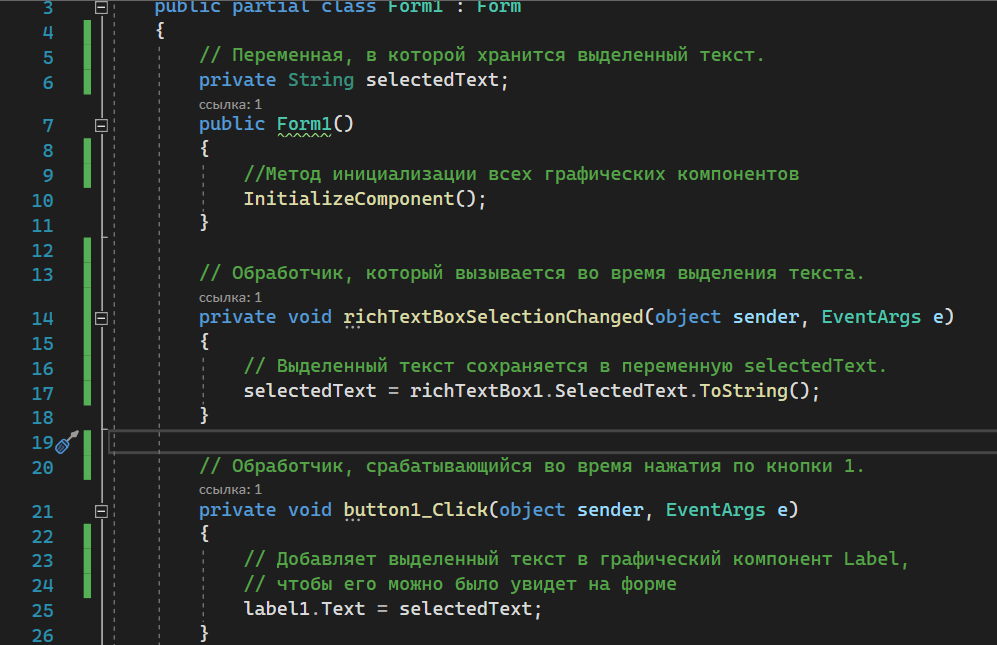 3 public partial class Form1 : Form
4 {
5 // Переменная, в которой хранится выделенный текст.
6 private String selectedText;
ссылка: 1
7 public Form1()
8 {
9 //Метод инициализации всех графических компонентов
10 InitializeComponent();
11 }
12
13 // Обработчик, который вызывается во время выделения текста.
ссылка: 1
14 private void richTextBoxSelectionChanged(object sender, EventArgs e)
15 {
16 // Выделенный текст сохраняется в переменную selectedText.
17 selectedText = richTextBox1.SelectedText.ToString();
18 }
19
20 // Обработчик, срабатывающийся во время нажатия по кнопки 1.
ссылка: 1
21 private void button1_Click(object sender, EventArgs e)
22 {
23 // Добавляет выделенный текст в графический компонент Label,
24 // чтобы его можно было увидет на форме
25 label1.Text = selectedText;
26 }